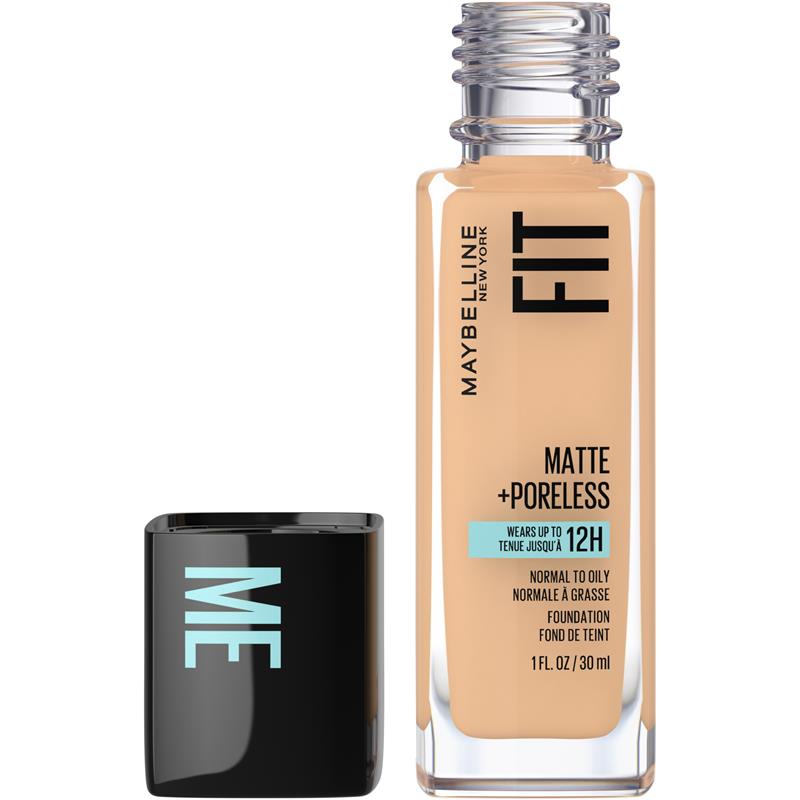 MAYBELLINE
NEW YORK
FIT
ME
MATTE
+PORELESS
WEARS UP TO
TENUE JUSQU'À
12H
NORMAL TO OILY
NORMALE À GRASSE
FOUNDATION
FOND DE TEINT
1 FL. OZ / 30 ml